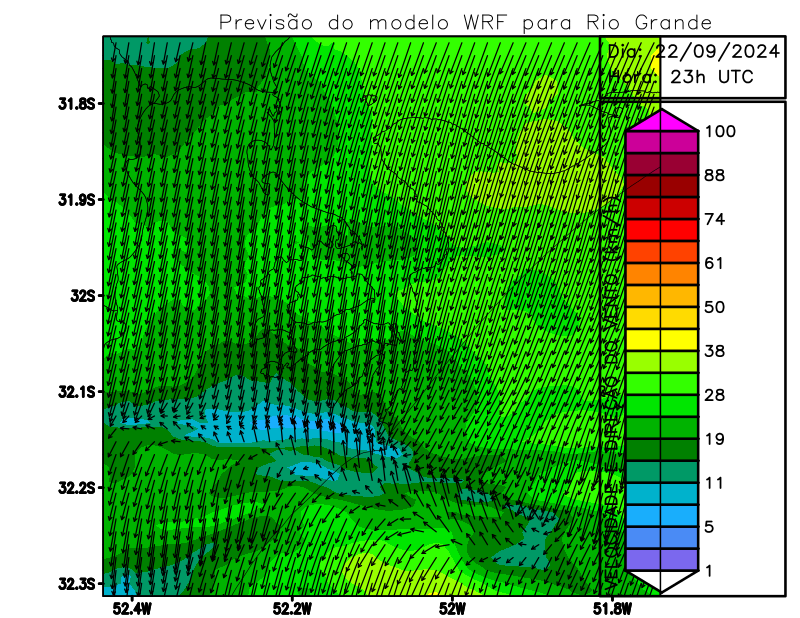 Previsão do modelo WRF para Rio Grande
Dia: 22/09/2024
Hora: 23h UTC
31.8S
31.9S
32S
32.1S
32.2S
32.3S
52.4W
52.2W
52W
51.8W
VELOCIDADE E DIREÇÃO DO VENTO (km/h)
100
88
74
61
50
38
28
19
11
5
1